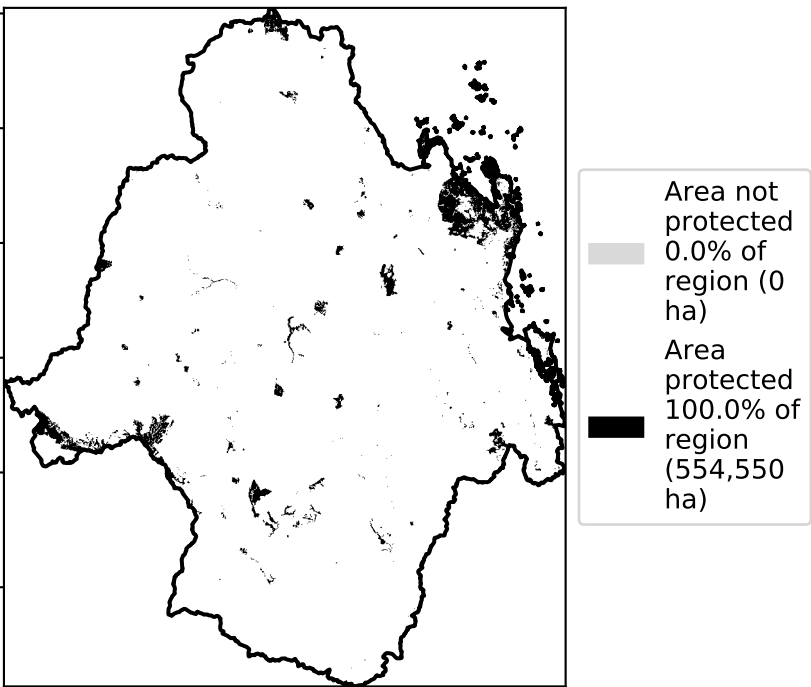 Area not
protected
0.0% of
region (0
ha)
Area
protected
100.0% of
region
(554,550
ha)